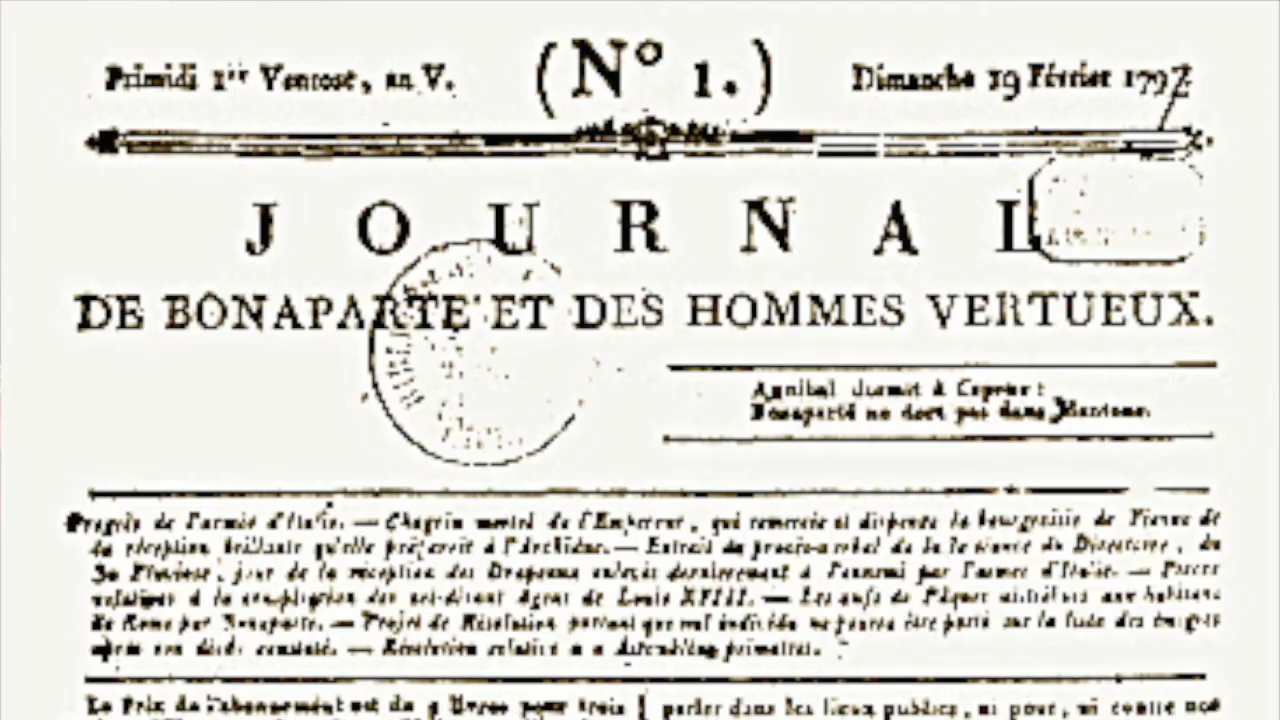 Primidi 1er Ventose, an V. (N° 1.) Dimanche 19 Février 1797
JOURNAL
DE BONAPARTE ET DES HOMMES VERTUEUX.
Annibal dormit à Capoue :
Bonaparte ne dort pas dans Mantoue.
Progrès de l'armée d'Italie. — Chagrin mortel de l'Empereur, qui remercie et dispense la bourgeoisie de Vienne de
la réception brillante qu'elle préparoit à l'Archiduc. — Extrait du procès-verbal de la séance du Directoire, du
30 Pluviose, jour de la réception des Drapeaux enlevés dernièrement à l'ennemi par l'armée d'Italie. — Pièces
relatives à la conspiration des soi-disant Agens de Louis XVIII. — Les œufs de Pâques distribués aux habitans
de Rome par Bonaparte. — Projet de Résolution portant que nul individu ne pourra être porté sur la liste des émigrés
après son décès constaté. — Résolution relative aux Assemblées primaires.
Le Prix de l'abonnement est de 9 livres pour trois
parler dans les lieux publics, ni pour, ni contre nos